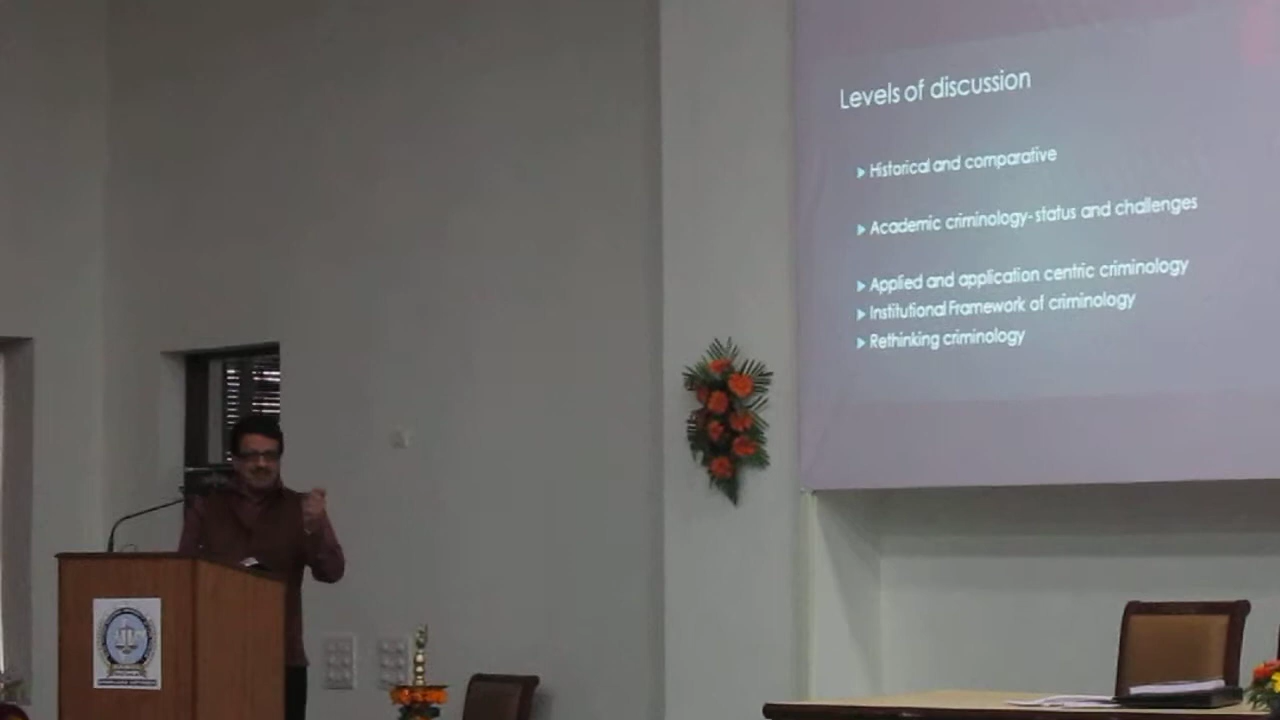 Levels of discussion
Historical and comparative
Academic criminology- status and challenges
Applied and application centric criminology
Institutional Framework of criminology
Rethinking criminology